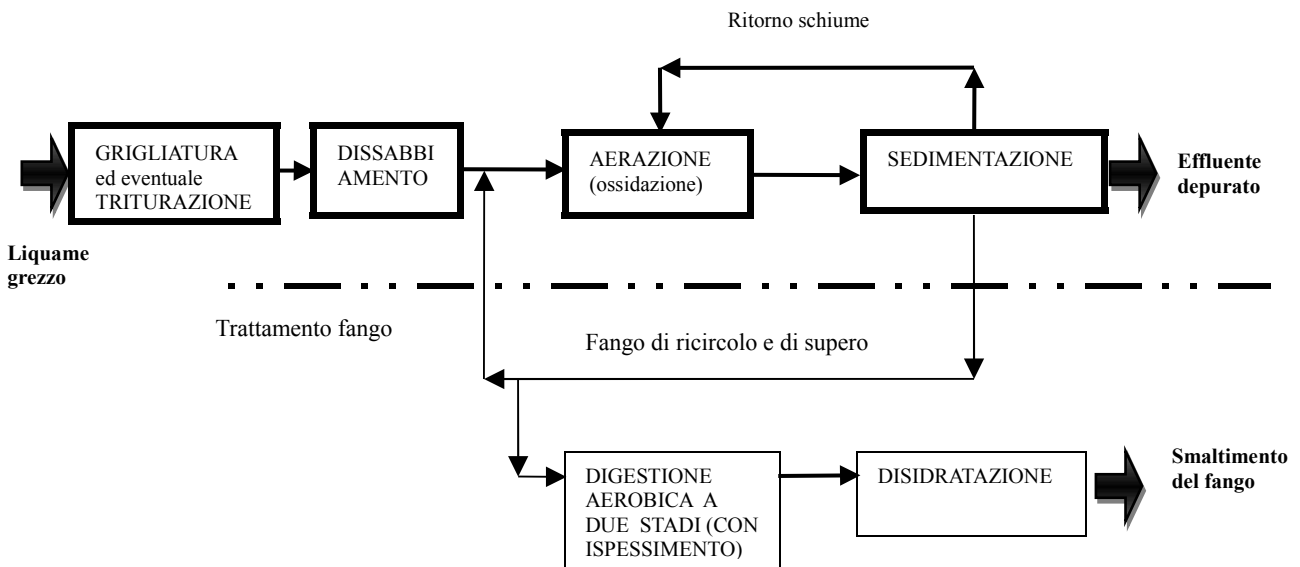 Ritorno schiume
GRIGLIATURA
ed eventuale
TRITURAZIONE
DISSABBI
AMENTO
AERAZIONE
(ossidazione)
SEDIMENTAZIONE
Effluente
depurato
Liquame
grezzo
Trattamento fango
Fango di ricircolo e di supero
DIGESTIONE
AEROBICA A
DUE STADI (CON
ISPESSIMENTO)
DISIDRATAZIONE
Smaltimento
del fango